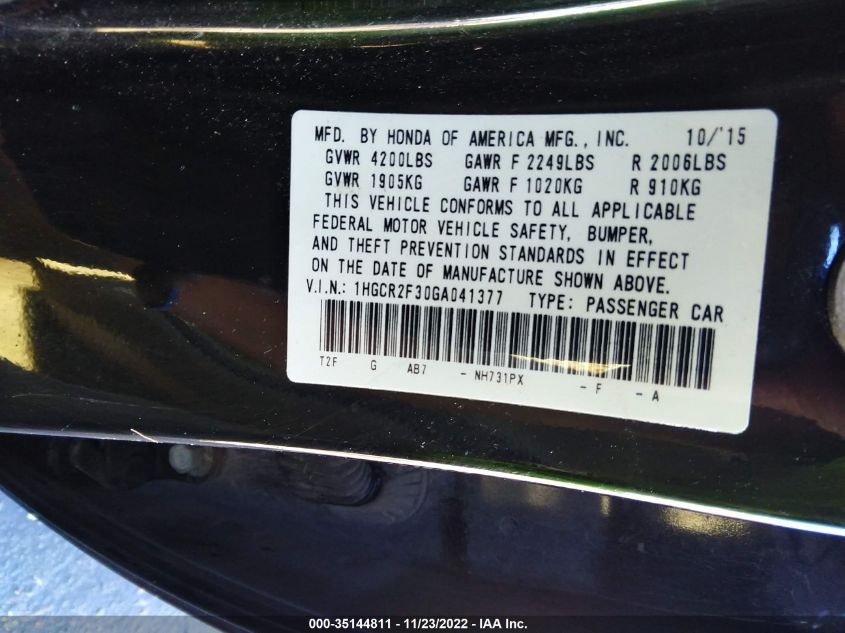 MFD. BY HONDA OF AMERICA MFG., INC. 10/'15
GVWR 4200LBS GAWR F 2249LBS R 2006LBS
GVWR 1905KG GAWR F 1020KG R 910KG
THIS VEHICLE CONFORMS TO ALL APPLICABLE
FEDERAL MOTOR VEHICLE SAFETY, BUMPER,
AND THEFT PREVENTION STANDARDS IN EFFECT
ON THE DATE OF MANUFACTURE SHOWN ABOVE.
V.I.N.: 1HGCR2F30GA041377 TYPE: PASSENGER CAR
T2F G AB7 - NH731PX - F - A
000-35144811 - 11/23/2022 - IAA Inc.